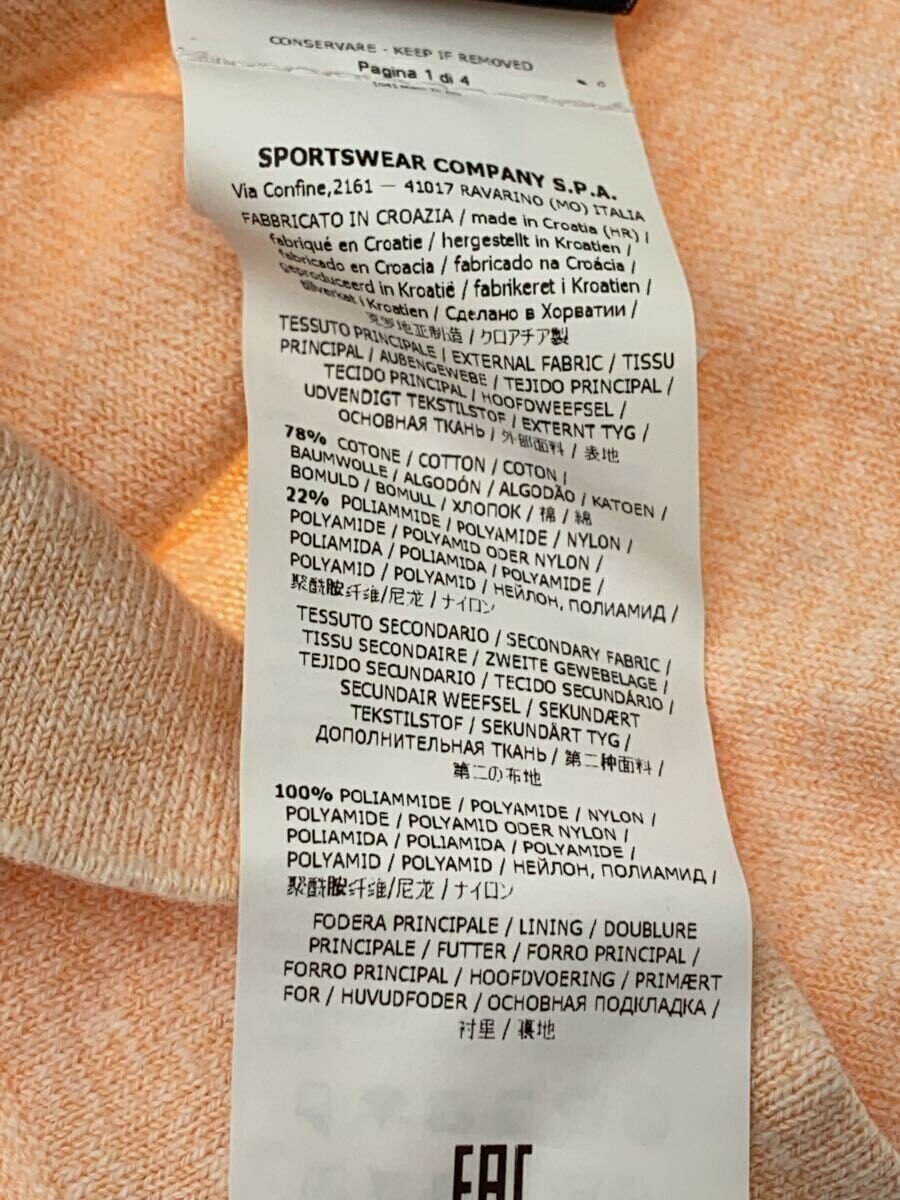 CONSERVARE - KEEP IF REMOVED
Pagina 1 di 4
SPORTSWEAR COMPANY S.P.A.
Via Confine,2161 — 41017 RAVARINO (MO) ITALIA
FABBRICATO IN CROAZIA / made in Croatia (HR) /
fabriqué en Croatie / hergestellt in Kroatien /
fabricado en Croacia / fabricado na Croácia /
geproduceerd in Kroatië / fabrikeret i Kroatien /
tillverkat i Kroatien / Сделано в Хорватии /
克罗地亚制造 / クロアチア製
TESSUTO PRINCIPALE / EXTERNAL FABRIC / TISSU
PRINCIPAL / AUßENGEWEBE / TEJIDO PRINCIPAL /
TECIDO PRINCIPAL / HOOFDWEEFSEL /
UDVENDIGT TEKSTILSTOF / EXTERNT TYG /
ОСНОВНАЯ ТКАНЬ / 外部面料 / 表地
78% COTONE / COTTON / COTON /
BAUMWOLLE / ALGODÓN / ALGODÃO / KATOEN /
BOMULD / BOMULL / ХЛОПОК / 棉 / 綿
22% POLIAMMIDE / POLYAMIDE / NYLON /
POLYAMIDE / POLYAMID ODER NYLON /
POLIAMIDA / POLIAMIDA / POLYAMIDE /
POLYAMID / POLYAMID / НЕЙЛОН, ПОЛИАМИД /
聚酰胺纤维/尼龙 / ナイロン
TESSUTO SECONDARIO / SECONDARY FABRIC /
TISSU SECONDAIRE / ZWEITE GEWEBELAGE /
TEJIDO SECUNDARIO / TECIDO SECUNDÁRIO /
SECUNDAIR WEEFSEL / SEKUNDÆRT
TEKSTILSTOF / SEKUNDÄRT TYG /
ДОПОЛНИТЕЛЬНАЯ ТКАНЬ / 第二种面料 /
第二の布地
100% POLIAMMIDE / POLYAMIDE / NYLON /
POLYAMIDE / POLYAMID ODER NYLON /
POLIAMIDA / POLIAMIDA / POLYAMIDE /
POLYAMID / POLYAMID / НЕЙЛОН, ПОЛИАМИД /
聚酰胺纤维/尼龙 / ナイロン
FODERA PRINCIPALE / LINING / DOUBLURE
PRINCIPALE / FUTTER / FORRO PRINCIPAL /
FORRO PRINCIPAL / HOOFDVOERING / PRIMÆRT
FOR / HUVUDFODER / ОСНОВНАЯ ПОДКЛАДКА /
衬里 / 裏地